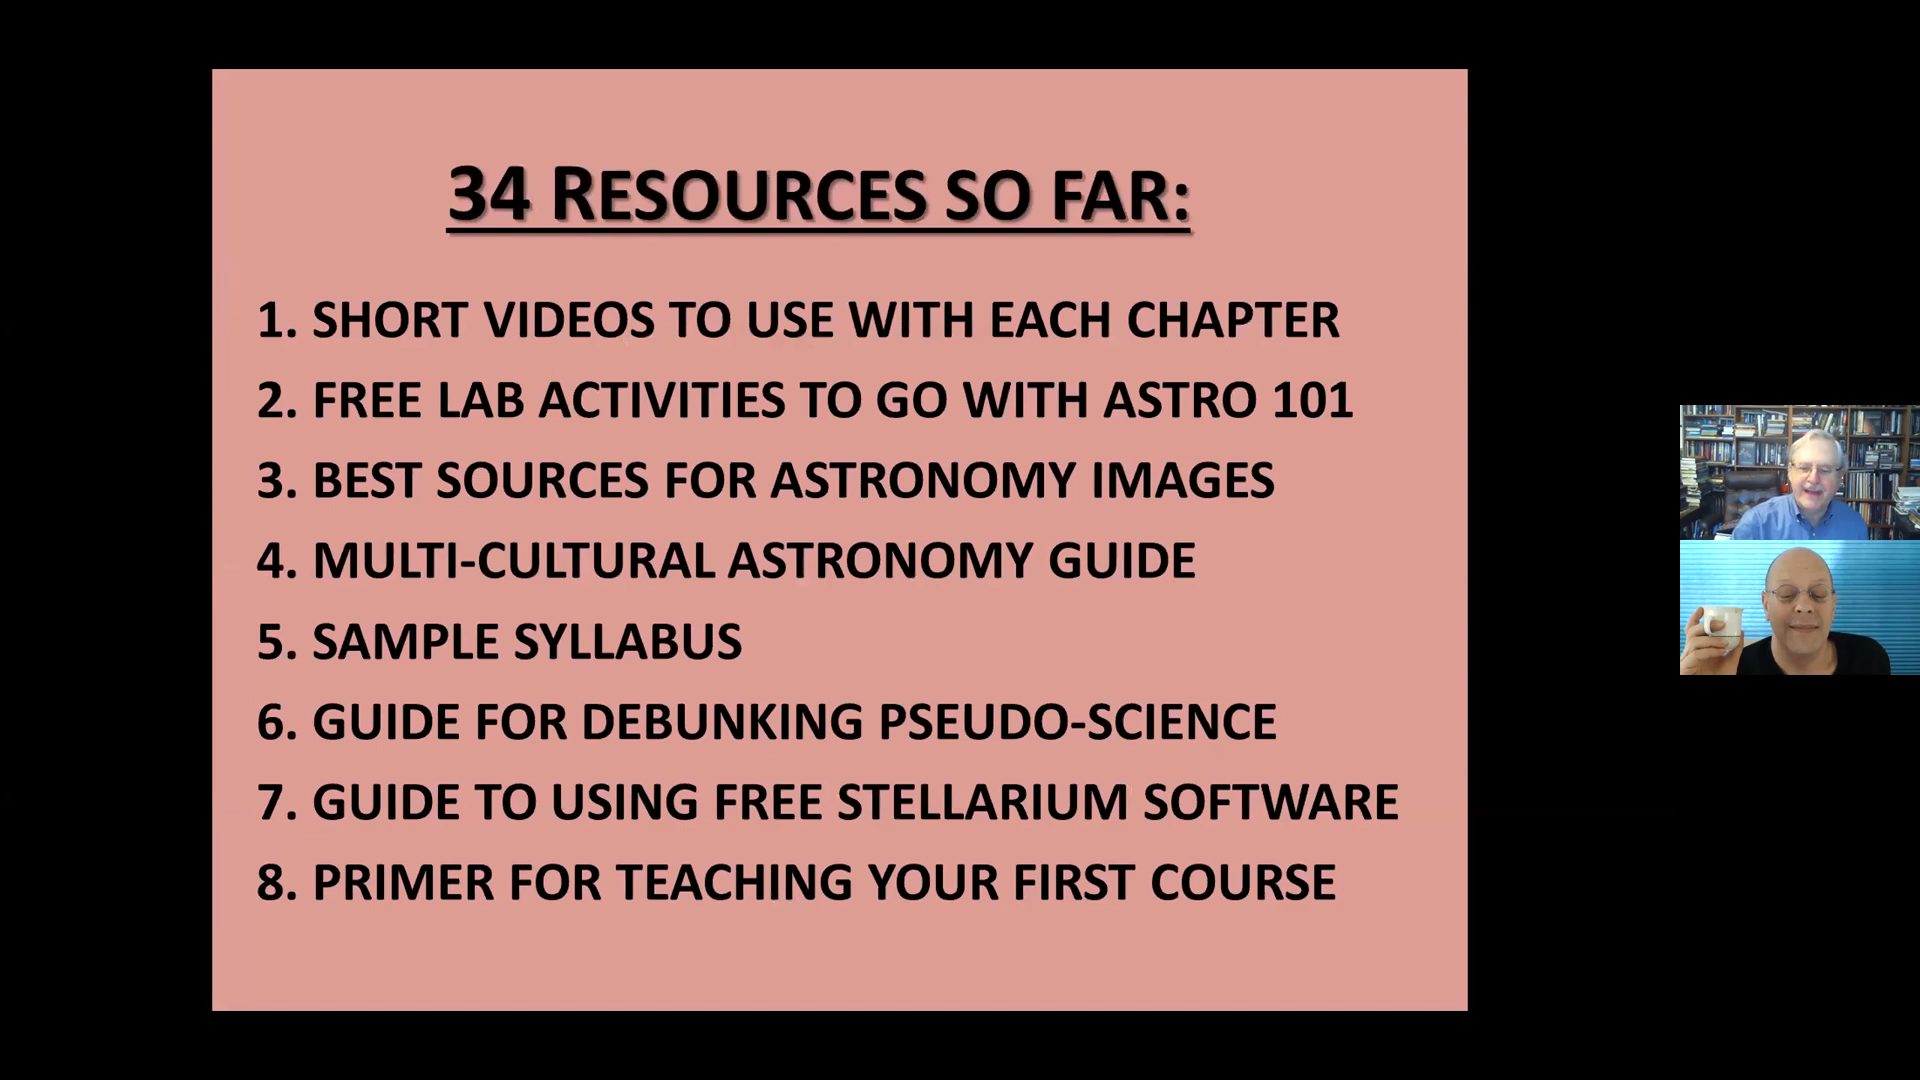 34 RESOURCES SO FAR:
1. SHORT VIDEOS TO USE WITH EACH CHAPTER
2. FREE LAB ACTIVITIES TO GO WITH ASTRO 101
3. BEST SOURCES FOR ASTRONOMY IMAGES
4. MULTI-CULTURAL ASTRONOMY GUIDE
5. SAMPLE SYLLABUS
6. GUIDE FOR DEBUNKING PSEUDO-SCIENCE
7. GUIDE TO USING FREE STELLARIUM SOFTWARE
8. PRIMER FOR TEACHING YOUR FIRST COURSE